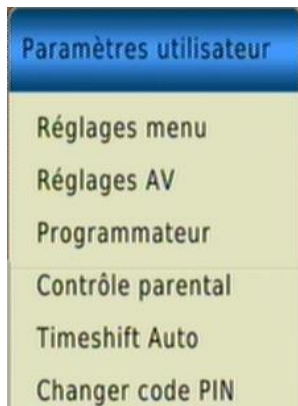 Paramètres utilisateur
Réglages menu
Réglages AV
Programmateur
Contrôle parental
Timeshift Auto
Changer code PIN